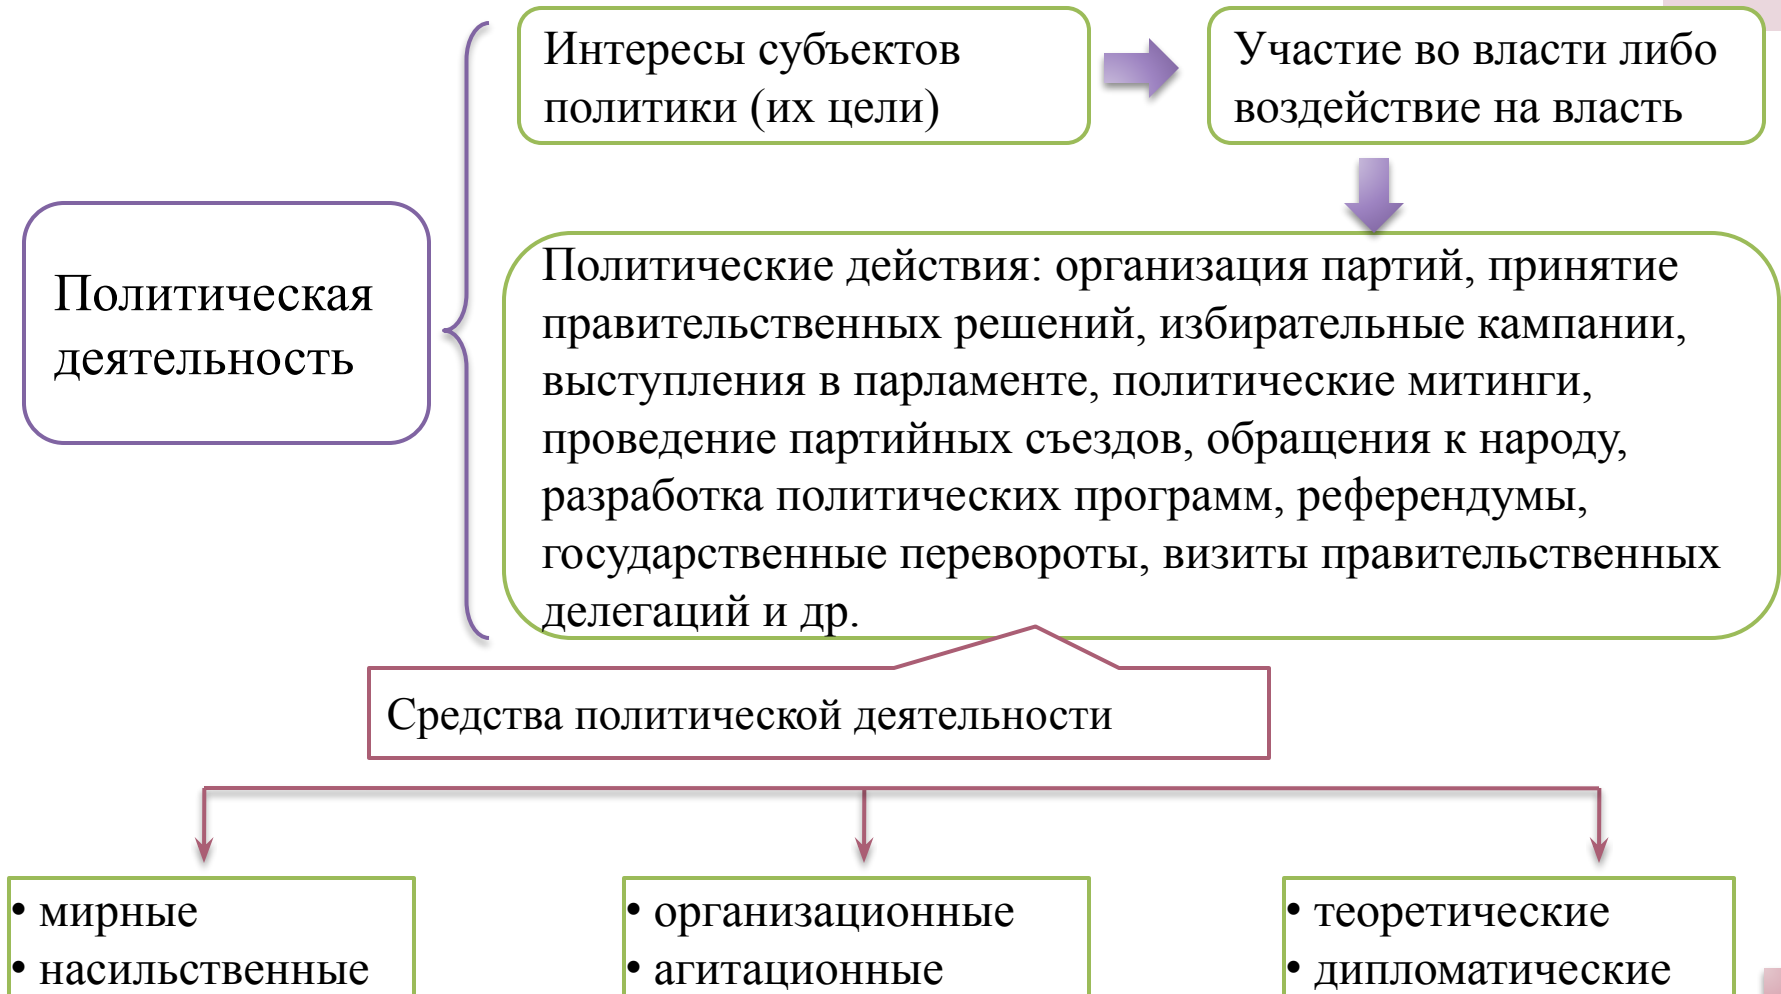 Интересы субъектов
политики (их цели)
Участие во власти либо
воздействие на власть
Политическая
деятельность
Политические действия: организация партий, принятие
правительственных решений, избирательные кампании,
выступления в парламенте, политические митинги,
проведение партийных съездов, обращения к народу,
разработка политических программ, референдумы,
государственные перевороты, визиты правительственных
делегаций и др.
Средства политической деятельности
• мирные
• насильственные
• организационные
• агитационные
• теоретические
• дипломатические